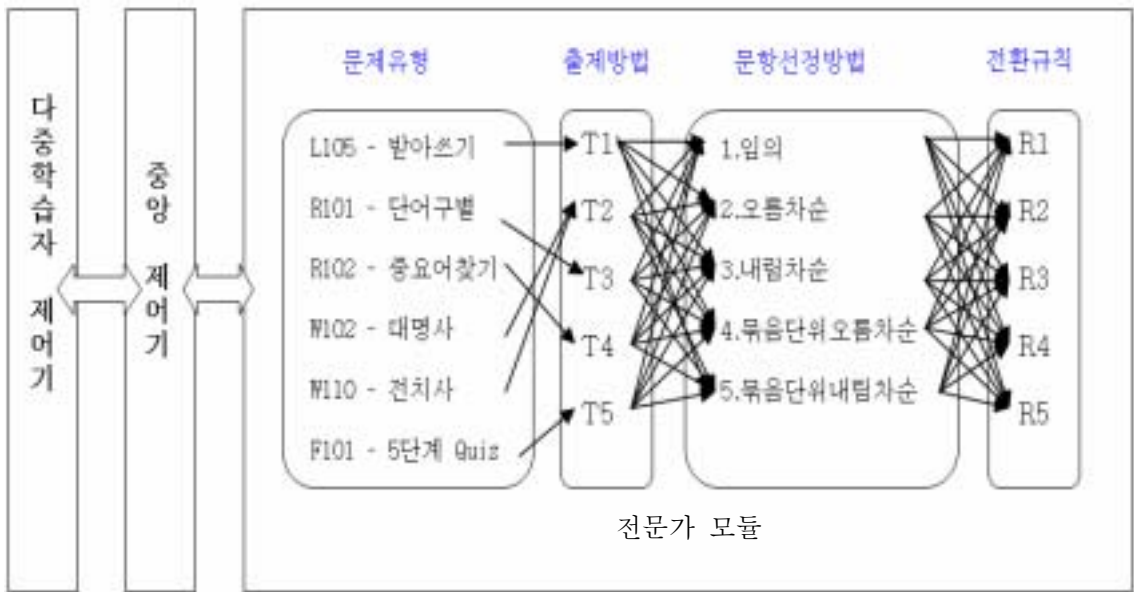 다중학습자 제어기
중앙 제어기
문제유형
출제방법
문항선정방법
전환규칙
L105 - 받아쓰기
R101 - 단어구별
R102 - 중요어찾기
W102 - 대명사
W110 - 전치사
F101 - 5단계 Quiz
T1
T2
T3
T4
T5
1.임의
2.오름차순
3.내림차순
4.묶음단위오름차순
5.묶음단위내림차순
R1
R2
R3
R4
R5
전문가 모듈